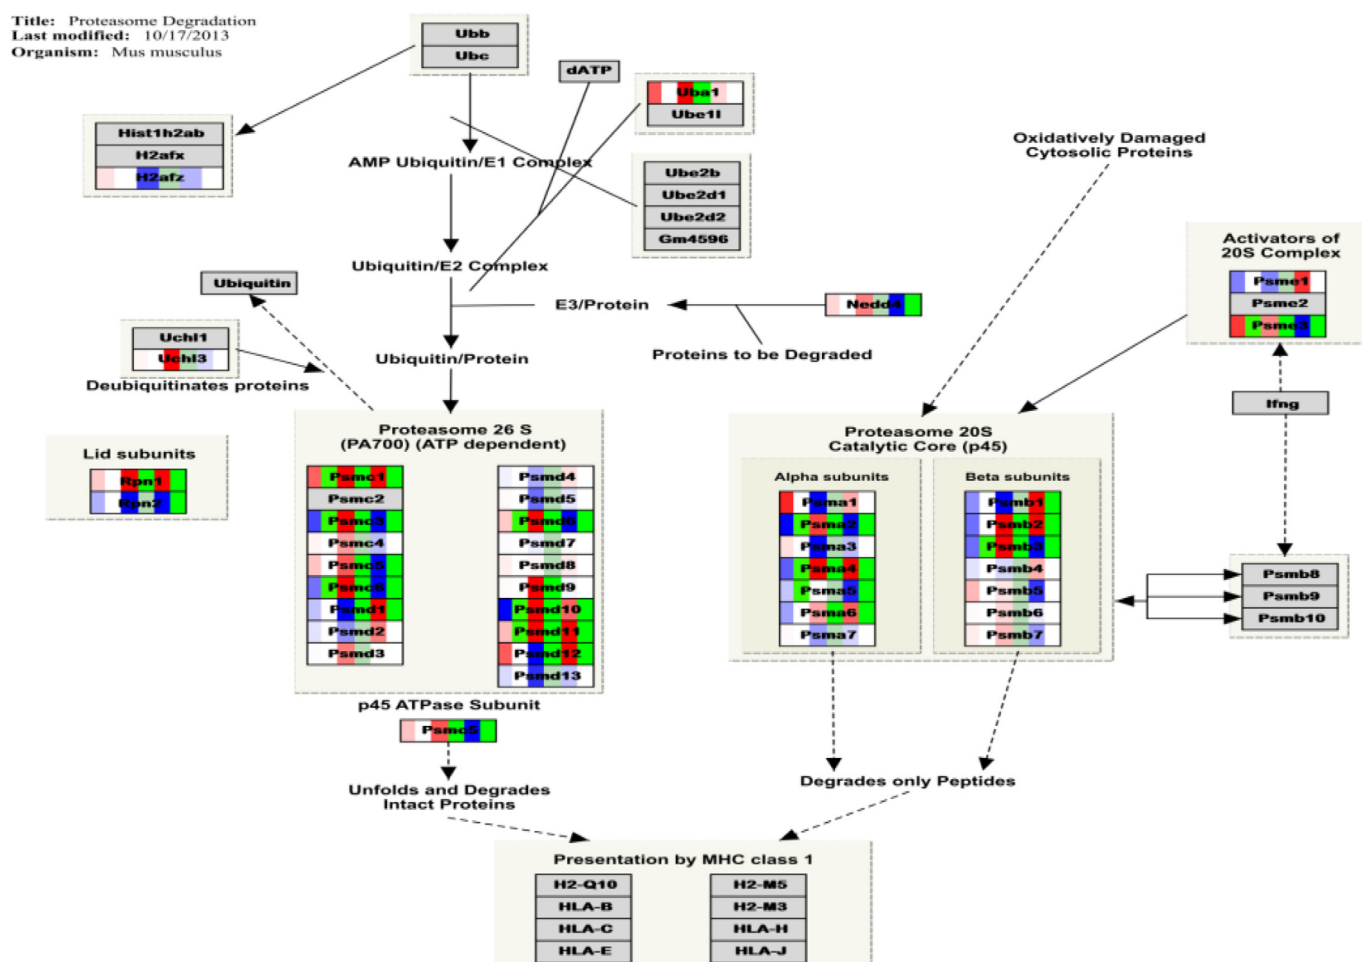 Title: Proteasome Degradation
Last modified: 10/17/2013
Organism: Mus musculus
Ubb
Ubc
dATP
Uba1
Ube1l
Hist1h2ab
H2afx
H2afz
AMP Ubiquitin/E1 Complex
Ube2b
Ube2d1
Ube2d2
Gm4596
Oxidatively Damaged
Cytosolic Proteins
Activators of
20S Complex
Psme1
Psme2
Psme3
Ubiquitin/E2 Complex
Ubiquitin
E3/Protein
Nedd4
Uchl1
Uchl3
Deubiquitinates proteins
Ubiquitin/Protein
Proteins to be Degraded
Ifng
Lid subunits
Rpn1
Rpn2
Proteasome 26 S
(PA700) (ATP dependent)
Psmc1
Psmc2
Psmc3
Psmc4
Psmc5
Psmc6
Psmd1
Psmd2
Psmd3
Psmd4
Psmd5
Psmd6
Psmd7
Psmd8
Psmd9
Psmd10
Psmd11
Psmd12
Psmd13
Proteasome 20S
Catalytic Core (p45)
Alpha subunits
Psma1
Psma2
Psma3
Psma4
Psma5
Psma6
Psma7
Beta subunits
Psmb1
Psmb2
Psmb3
Psmb4
Psmb5
Psmb6
Psmb7
Psmb8
Psmb9
Psmb10
p45 ATPase Subunit
Psmc5
Unfolds and Degrades
Intact Proteins
Degrades only Peptides
Presentation by MHC class 1
H2-Q10
HLA-B
HLA-C
HLA-E
H2-M5
H2-M3
HLA-H
HLA-J